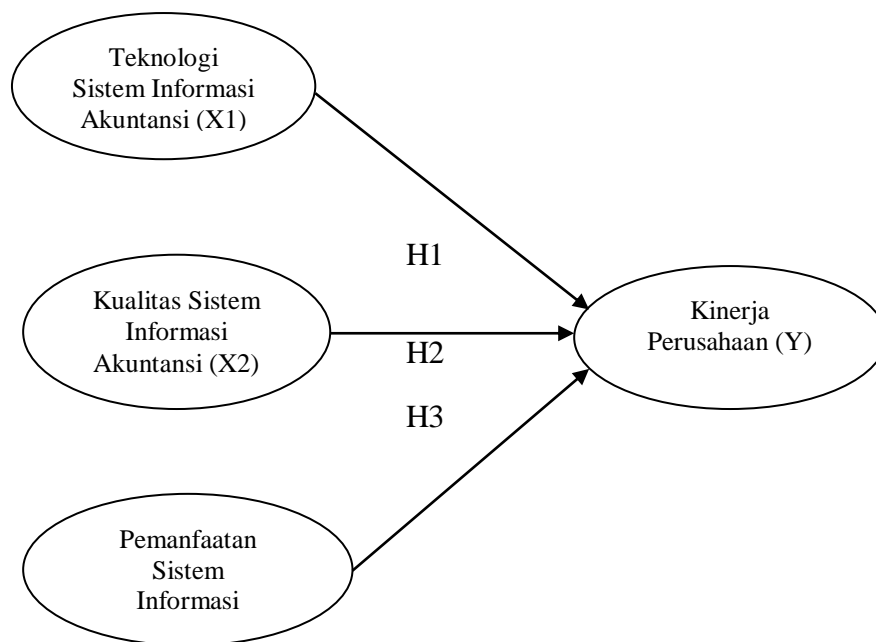 Teknologi
Sistem Informasi
Akuntansi (X1)
H1
Kualitas Sistem
Informasi
Akuntansi (X2)
H2
Kinerja
Perusahaan (Y)
H3
Pemanfaatan
Sistem
Informasi